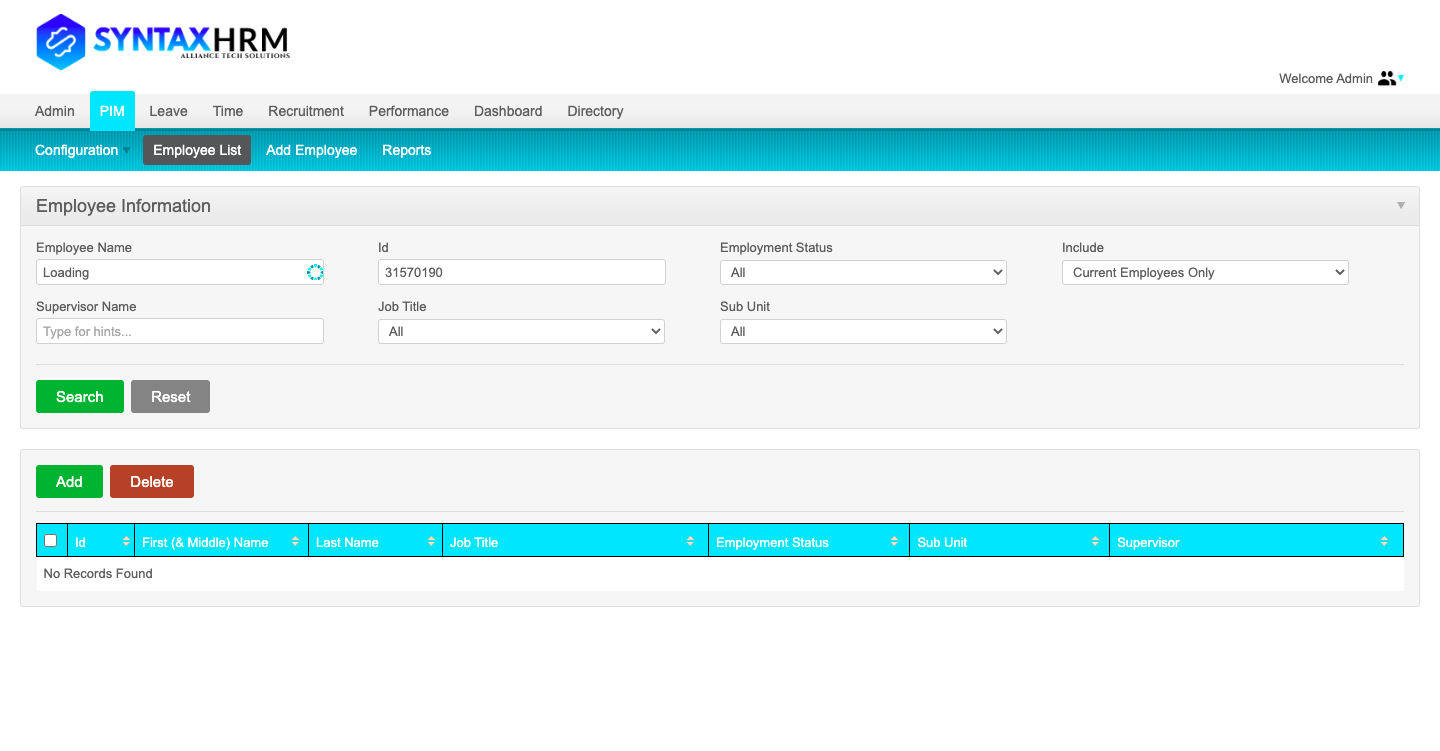 SYNTAXHRM
ALLIANCE TECH SOLUTIONS
Welcome Admin
Admin PIM Leave Time Recruitment Performance Dashboard Directory
Configuration Employee List Add Employee Reports
Employee Information
Employee Name Id Employment Status Include
Loading 31570190 All Current Employees Only
Supervisor Name Job Title Sub Unit
Type for hints... All All
Search Reset
Add Delete
Id First (& Middle) Name Last Name Job Title Employment Status Sub Unit Supervisor
No Records Found